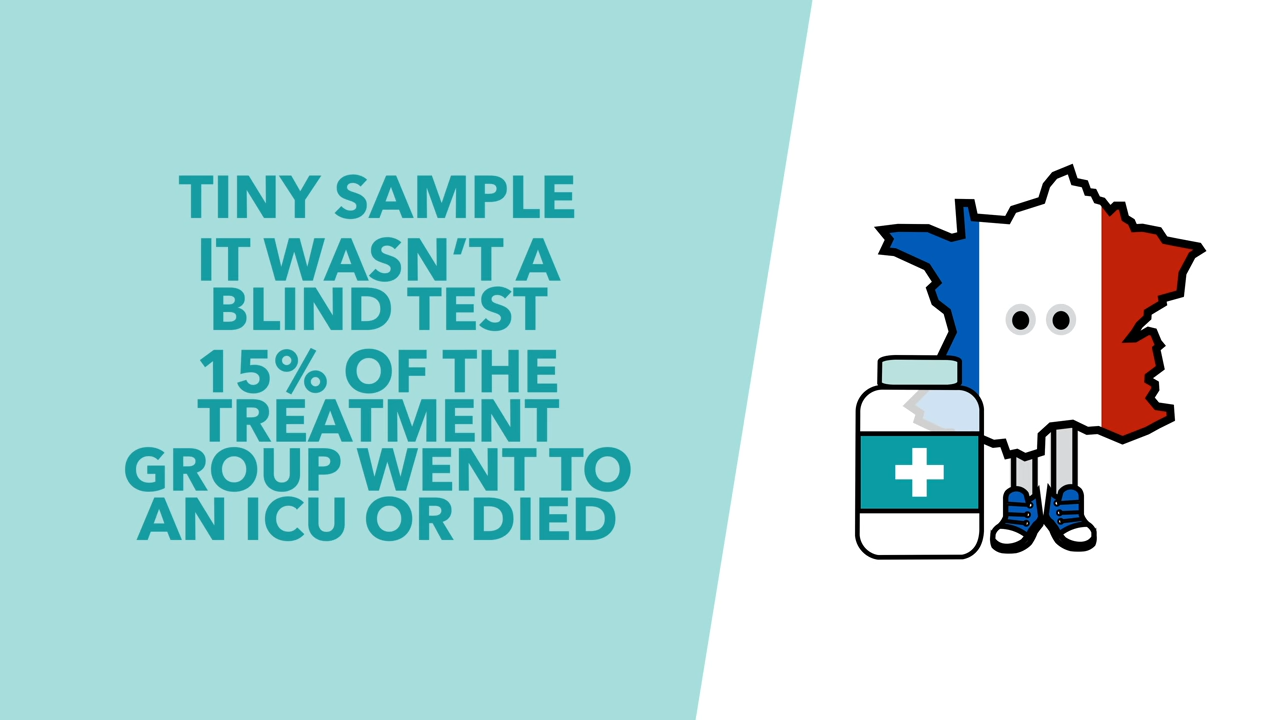 TINY SAMPLE
IT WASN’T A
BLIND TEST
15% OF THE
TREATMENT
GROUP WENT TO
AN ICU OR DIED